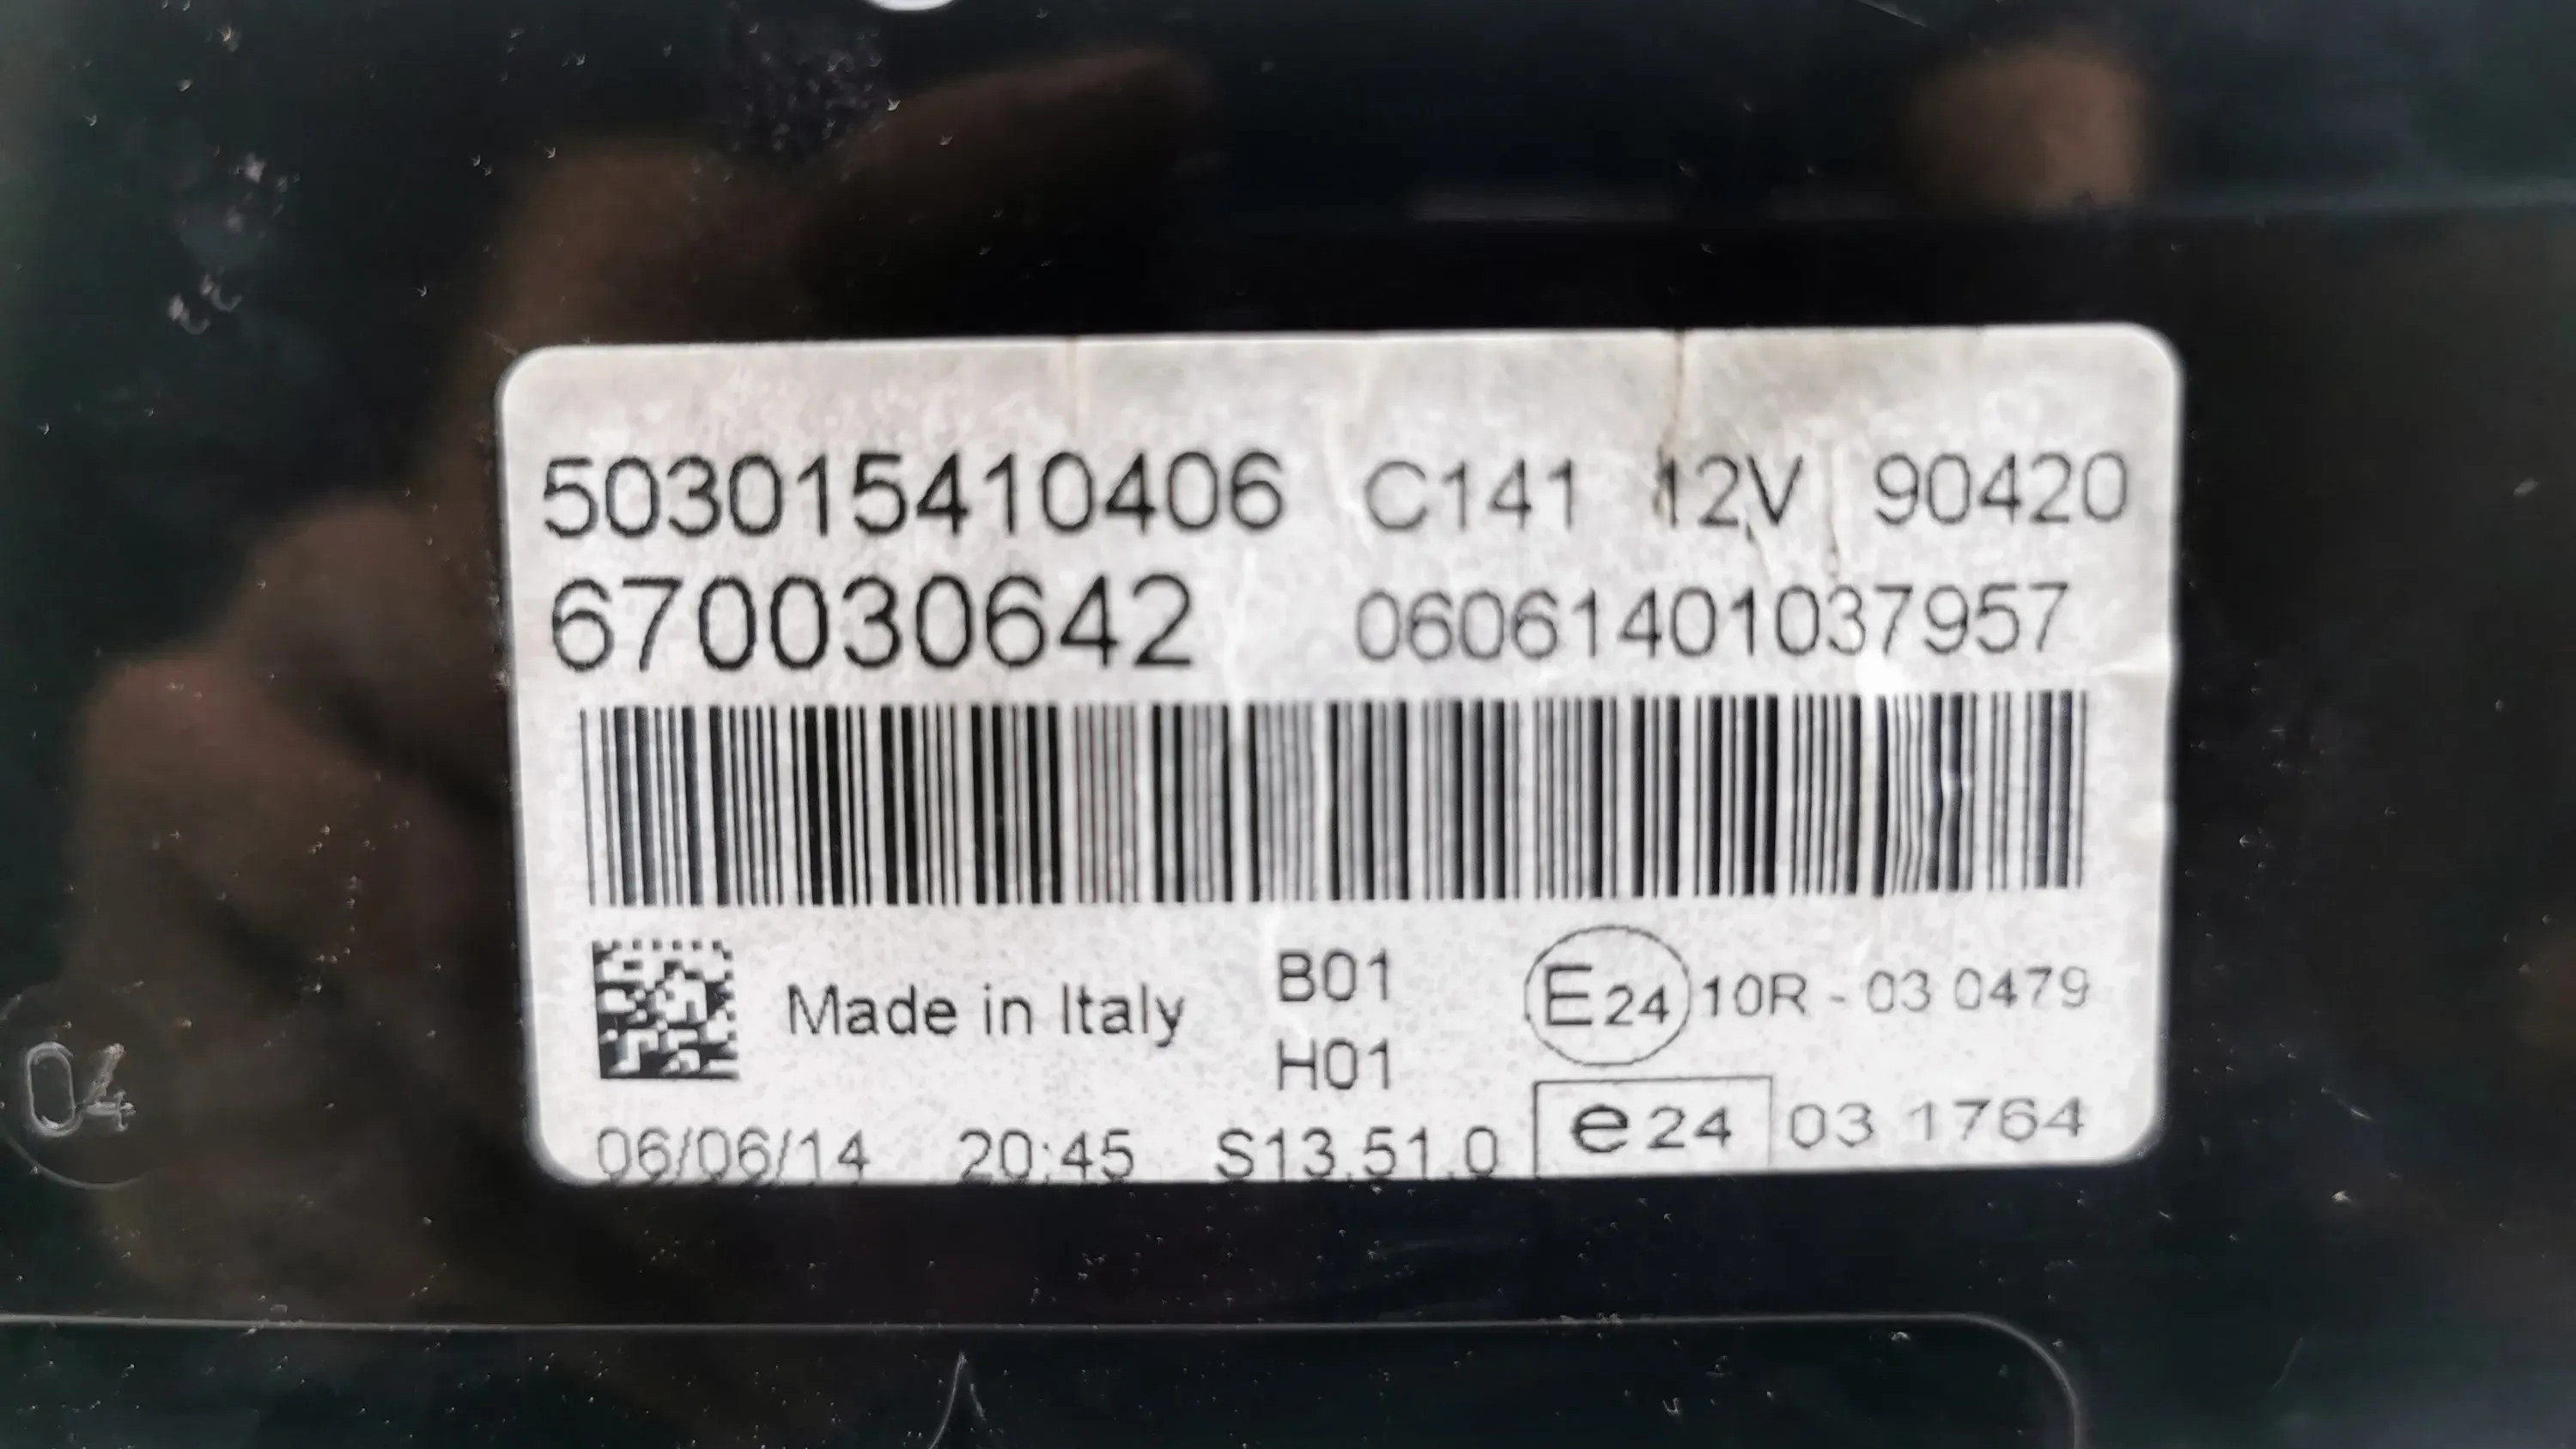 503015410406 C141 12V 90420
670030642 06061401037957
Made in Italy
B01
H01
E24 10R - 03 0479
06/06/14 20:45 S13.51.0
e24 03 1764
04